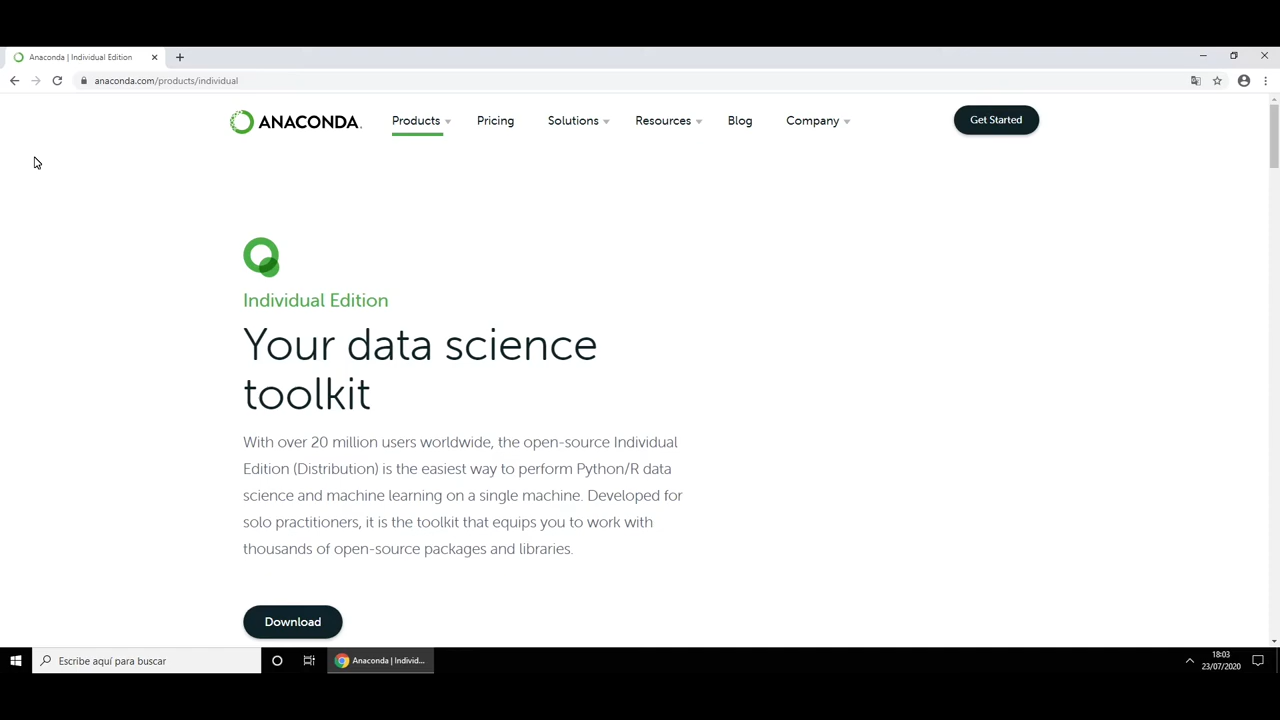 Anaconda | Individual Edition
anaconda.com/products/individual
ANACONDA.
Products
Pricing
Solutions
Resources
Blog
Company
Get Started
Individual Edition
Your data science
toolkit
With over 20 million users worldwide, the open-source Individual
Edition (Distribution) is the easiest way to perform Python/R data
science and machine learning on a single machine. Developed for
solo practitioners, it is the toolkit that equips you to work with
thousands of open-source packages and libraries.
Download
Escribe aquí para buscar
Anaconda | Individ...
18:03
23/07/2020